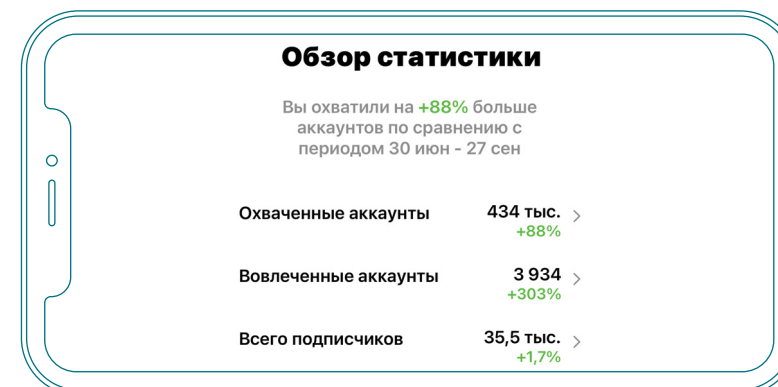 Обзор статистики
Вы охватили на +88% больше
аккаунтов по сравнению с
периодом 30 июн - 27 сен
Охваченные аккаунты 434 тыс.
+88%
Вовлеченные аккаунты 3 934
+303%
Всего подписчиков 35,5 тыс.
+1,7%